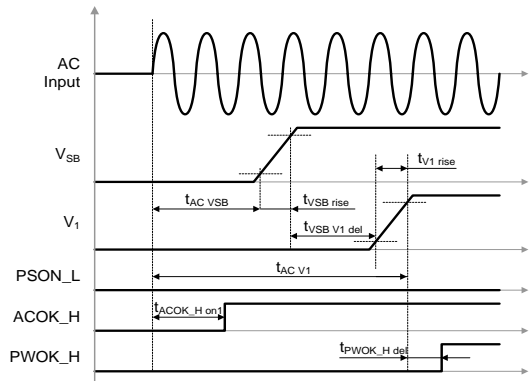 AC
Input
VSB
tV1 rise
tAC VSB
tVSB rise
V1
tVSB V1 del
tAC V1
PSON_L
tACOK_H on1
ACOK_H
tPWOK_H del
PWOK_H